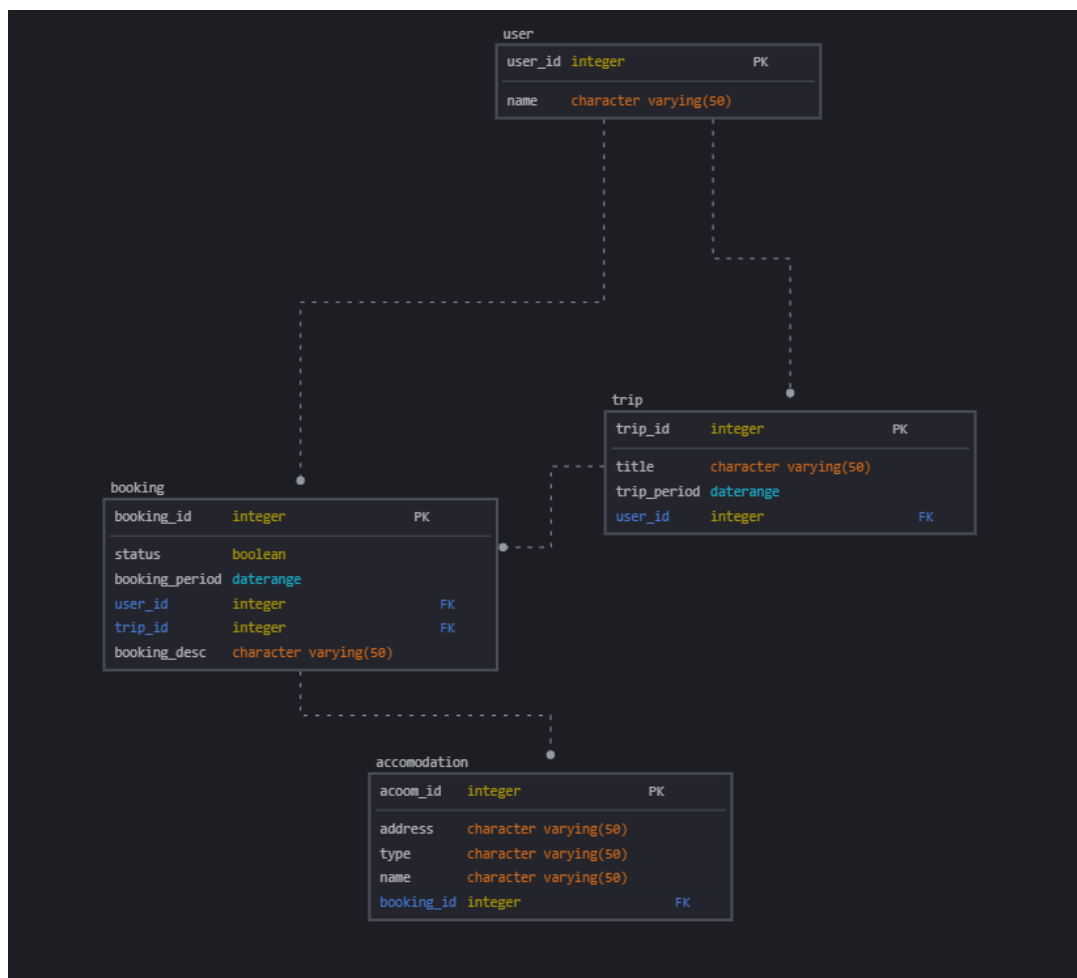 user
user_id integer PK
name character varying(50)
trip
trip_id integer PK
title character varying(50)
trip_period daterange
user_id integer FK
booking
booking_id integer PK
status boolean
booking_period daterange
user_id integer FK
trip_id integer FK
booking_desc character varying(50)
accomodation
acoom_id integer PK
address character varying(50)
type character varying(50)
name character varying(50)
booking_id integer FK